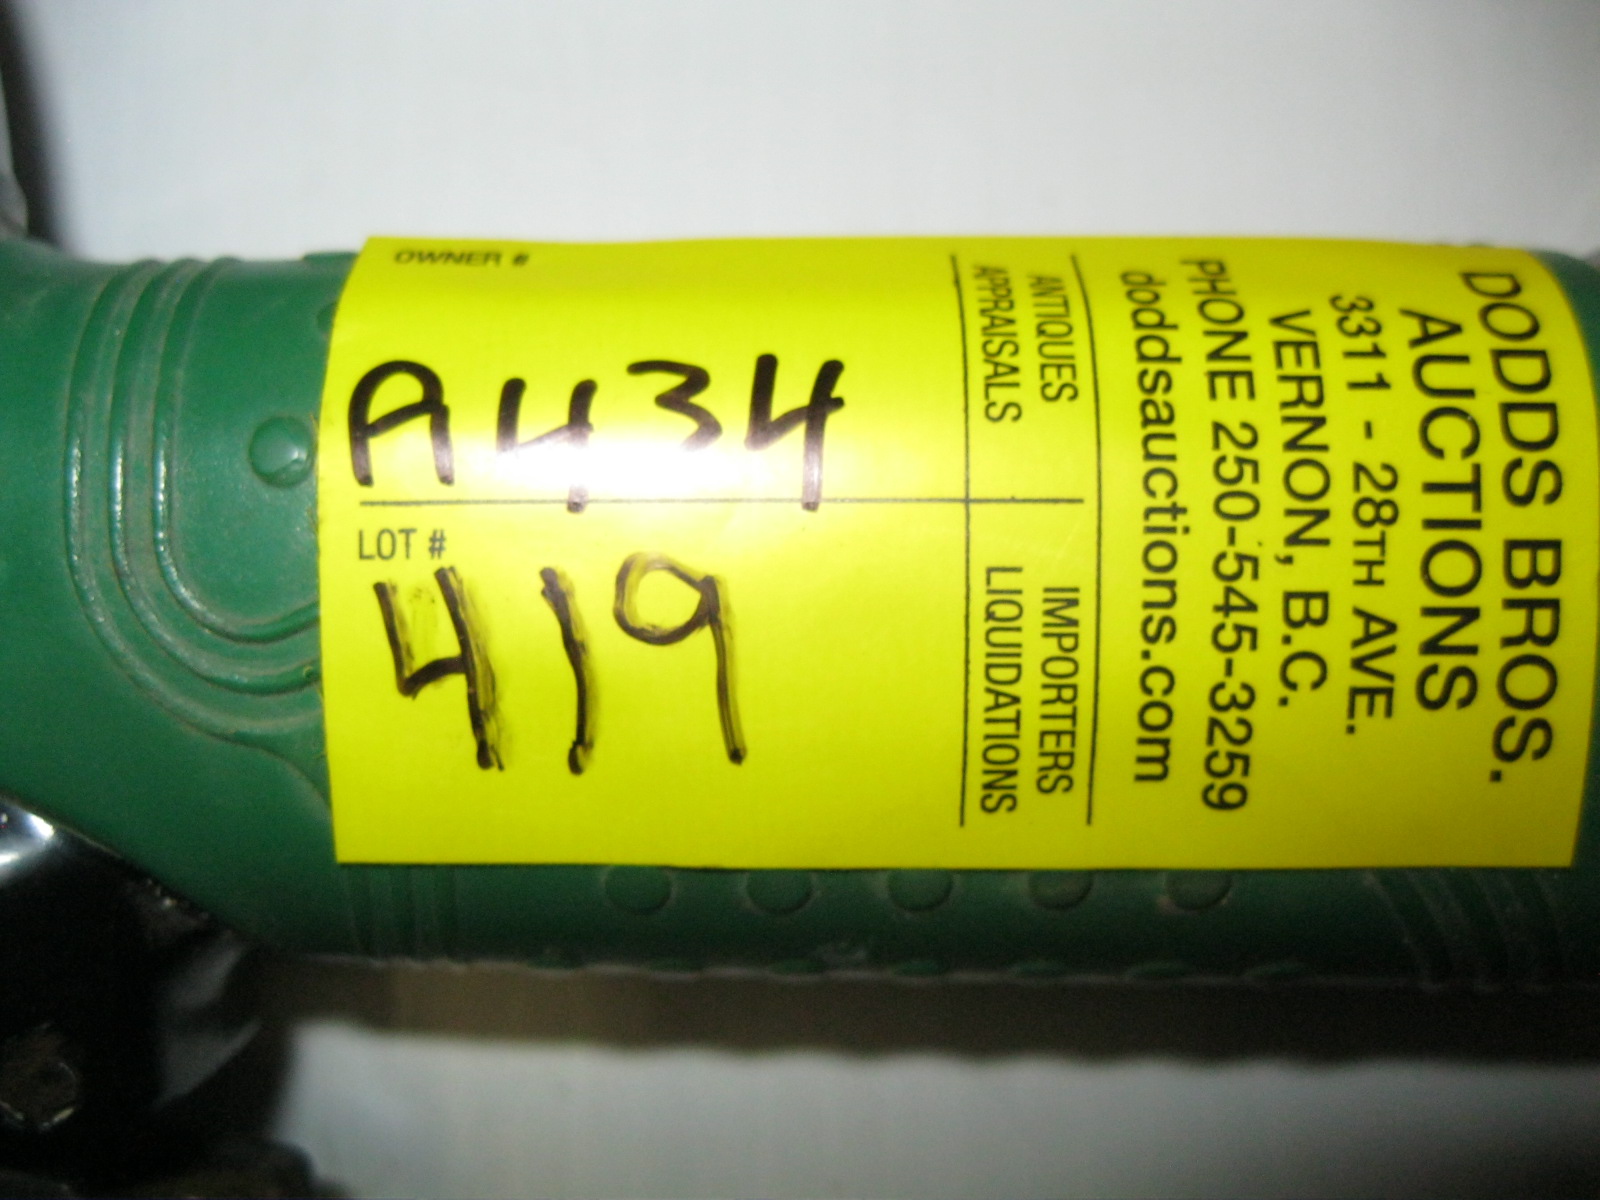 DODDS BROS.
AUCTIONS
3311 - 28TH AVE.
VERNON, B.C.
PHONE 250-545-3259
doddsauctions.com
ANTIQUES IMPORTERS
APPRAISALS LIQUIDATIONS
OWNER #
A434
LOT #
419